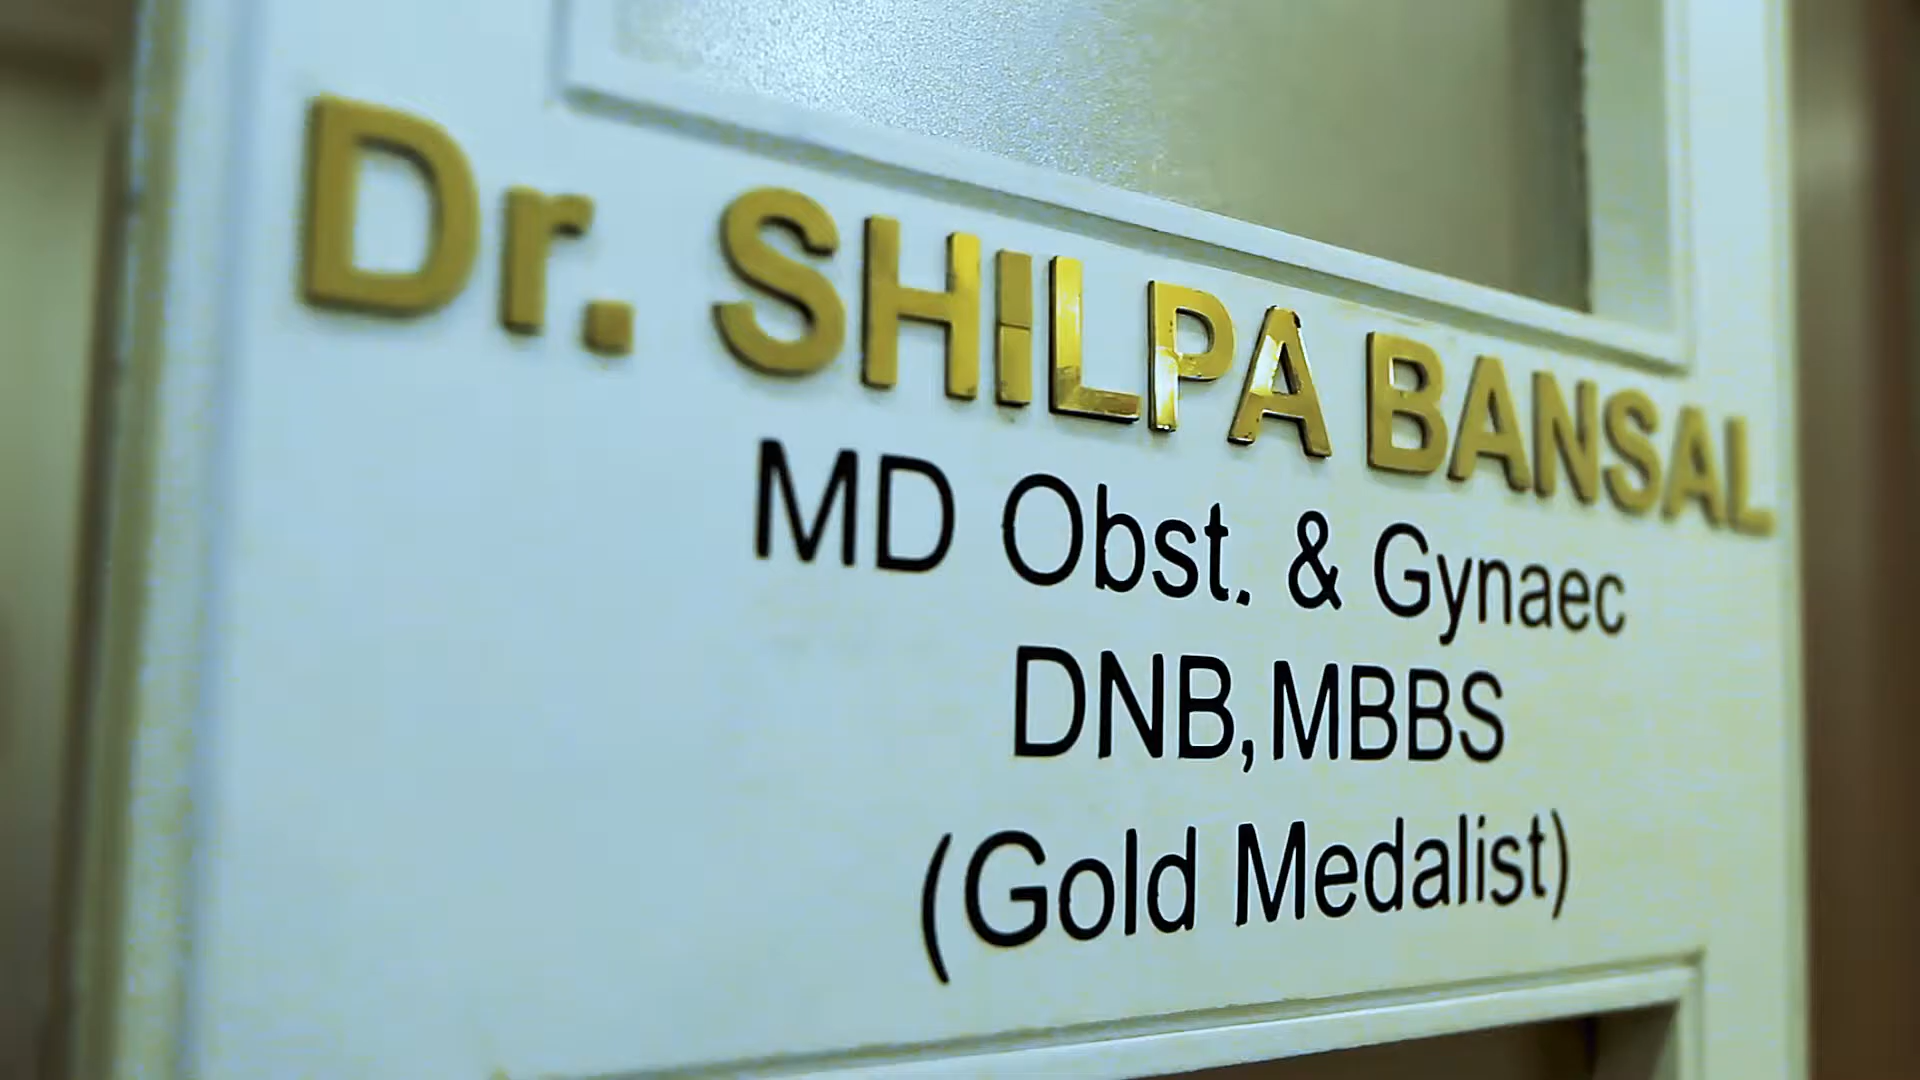 Dr. SHILPA BANSAL
MD Obst. & Gynaec
DNB, MBBS
(Gold Medalist)